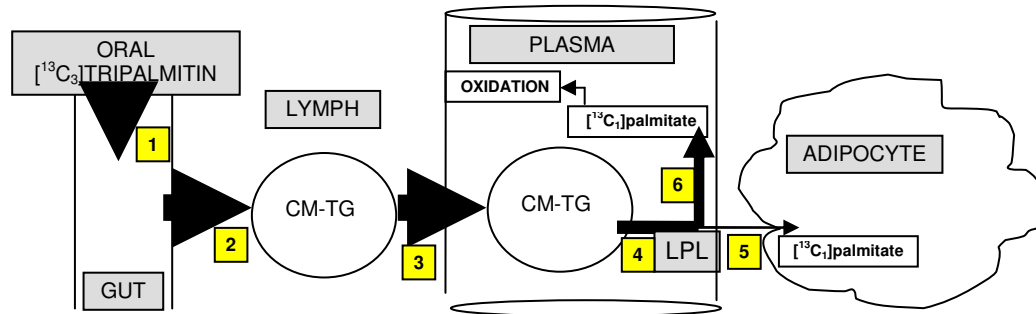 ORAL
[¹³C₃]TRIPALMITIN
PLASMA
OXIDATION
LYMPH
[¹³C₁]palmitate
1
ADIPOCYTE
6
CM-TG
CM-TG
2
3
4
LPL
5
[¹³C₁]palmitate
GUT